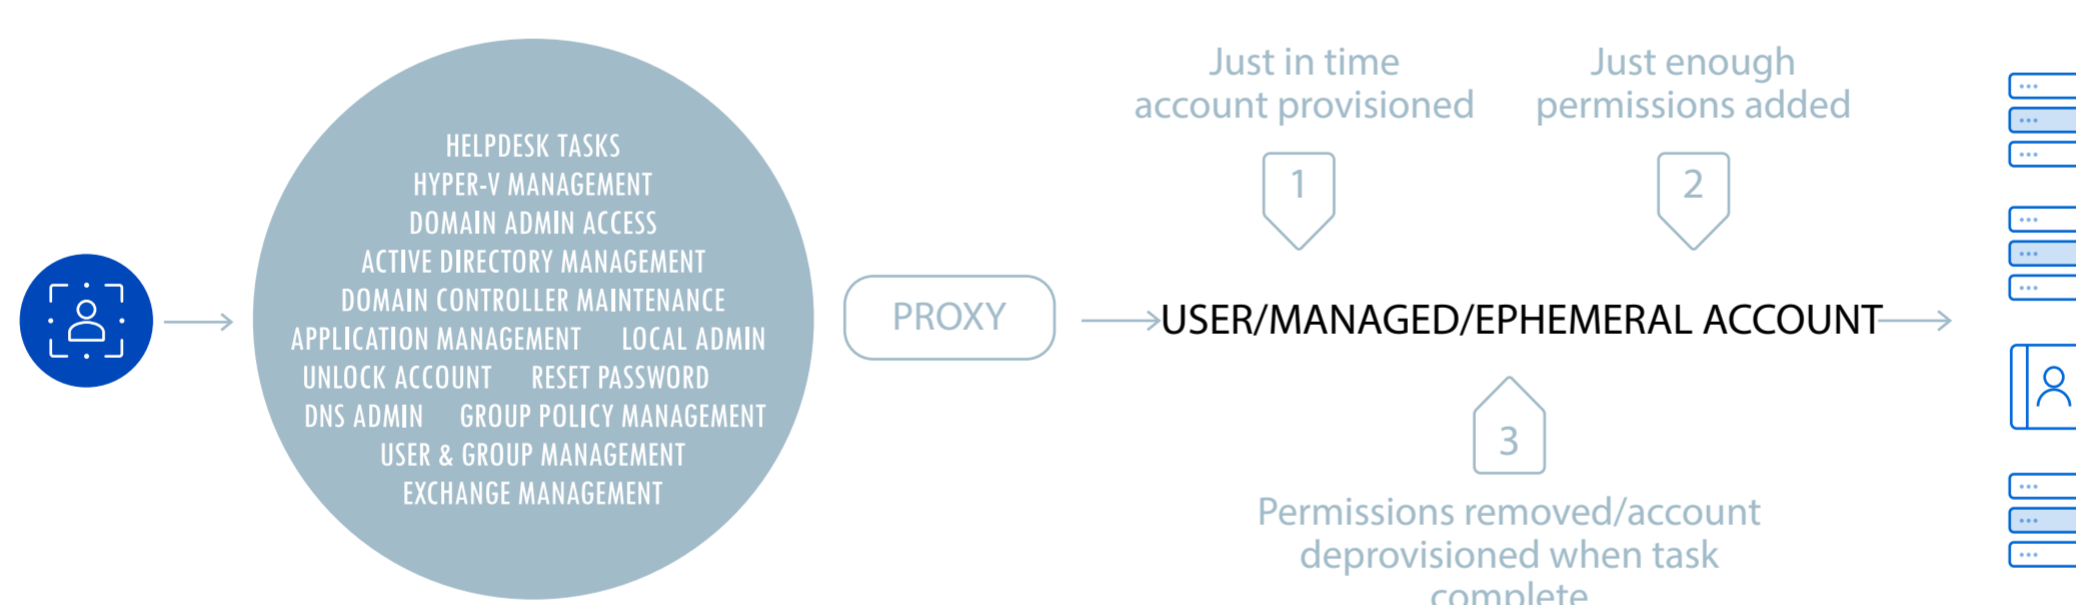 HELPDESK TASKS
HYPER-V MANAGEMENT
DOMAIN ADMIN ACCESS
ACTIVE DIRECTORY MANAGEMENT
DOMAIN CONTROLLER MAINTENANCE
APPLICATION MANAGEMENT LOCAL ADMIN
UNLOCK ACCOUNT RESET PASSWORD
DNS ADMIN GROUP POLICY MANAGEMENT
USER & GROUP MANAGEMENT
EXCHANGE MANAGEMENT
PROXY
Just in time
account provisioned
1
Just enough
permissions added
2
USER/MANAGED/EPHEMERAL ACCOUNT
3
Permissions removed/account
deprovisioned when task
complete